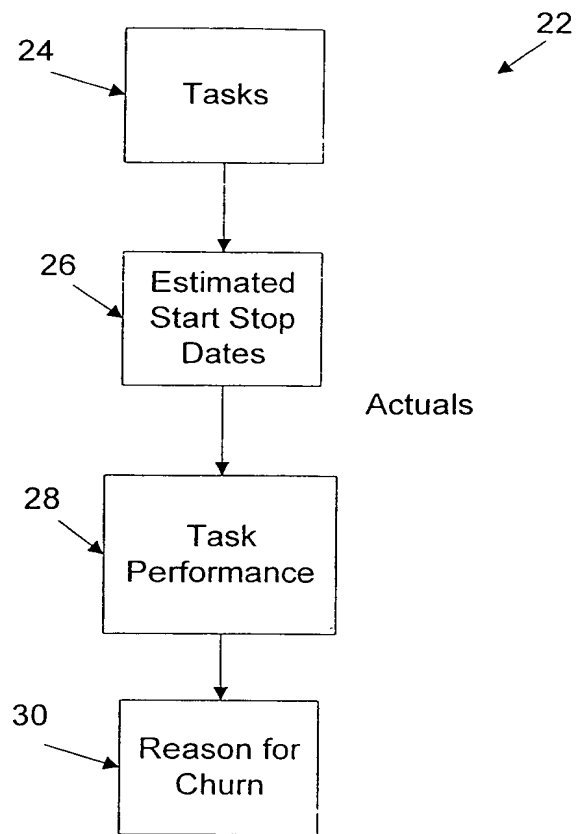 22
24
Tasks
26
Estimated
Start Stop
Dates
Actuals
28
Task
Performance
30
Reason for
Churn